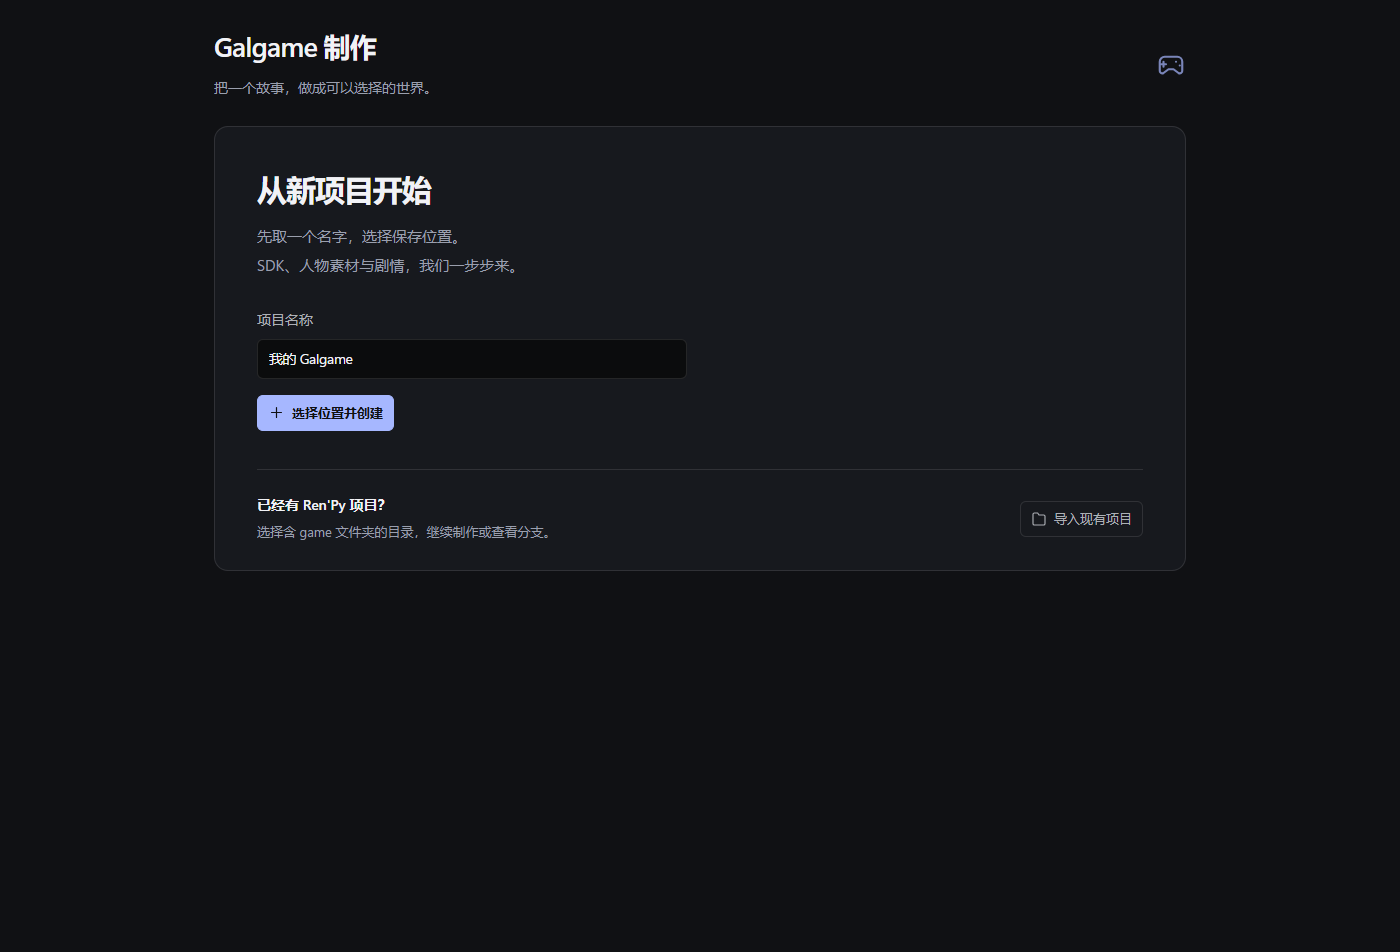 Galgame 制作
把一个故事，做成可以选择的世界。
从新项目开始
先取一个名字，选择保存位置。
SDK、人物素材与剧情，我们一步步来。
项目名称
我的 Galgame
选择位置并创建
已经有 Ren'Py 项目？
选择含 game 文件夹的目录，继续制作或查看分支。
导入现有项目